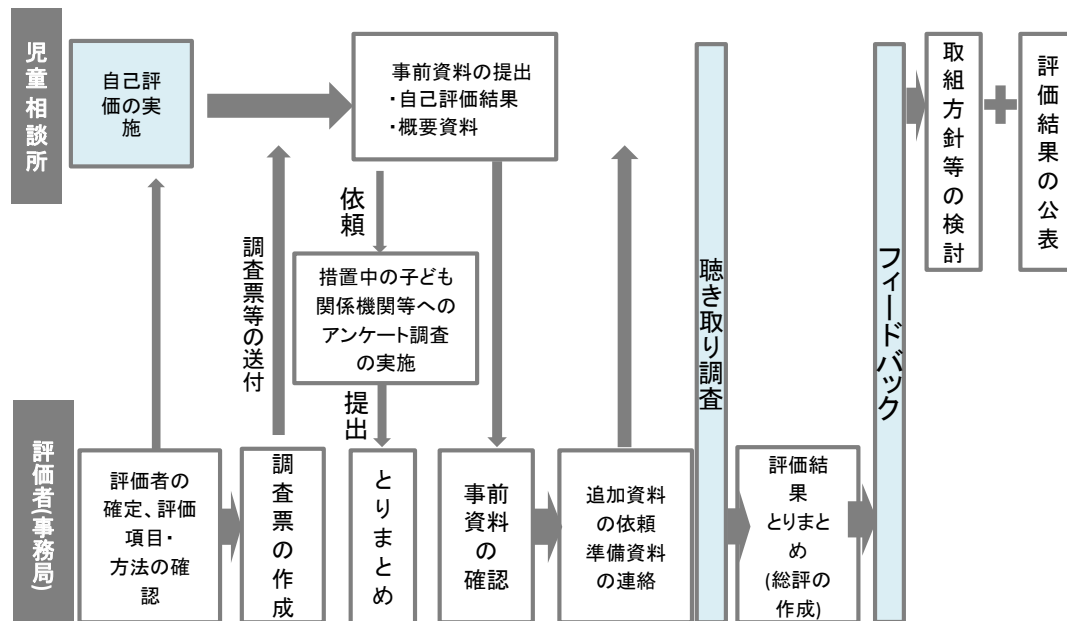 児童相談所
自己評
価の実
施
事前資料の提出
・自己評価結果
・概要資料
依頼
調査票等の送付
措置中の子ども
関係機関等への
アンケート調査
の実施
提出
聴き取り調査
フィードバック
取組方針等の検討
評価結果の公表
評価者(事務局)
評価者の
確定、評価
項目・
方法の確
認
調査票の作成
とりまとめ
事前
資料の
確認
追加資料
の依頼
準備資料
の連絡
評価結
果
とりまと
め
(総評の
作成)